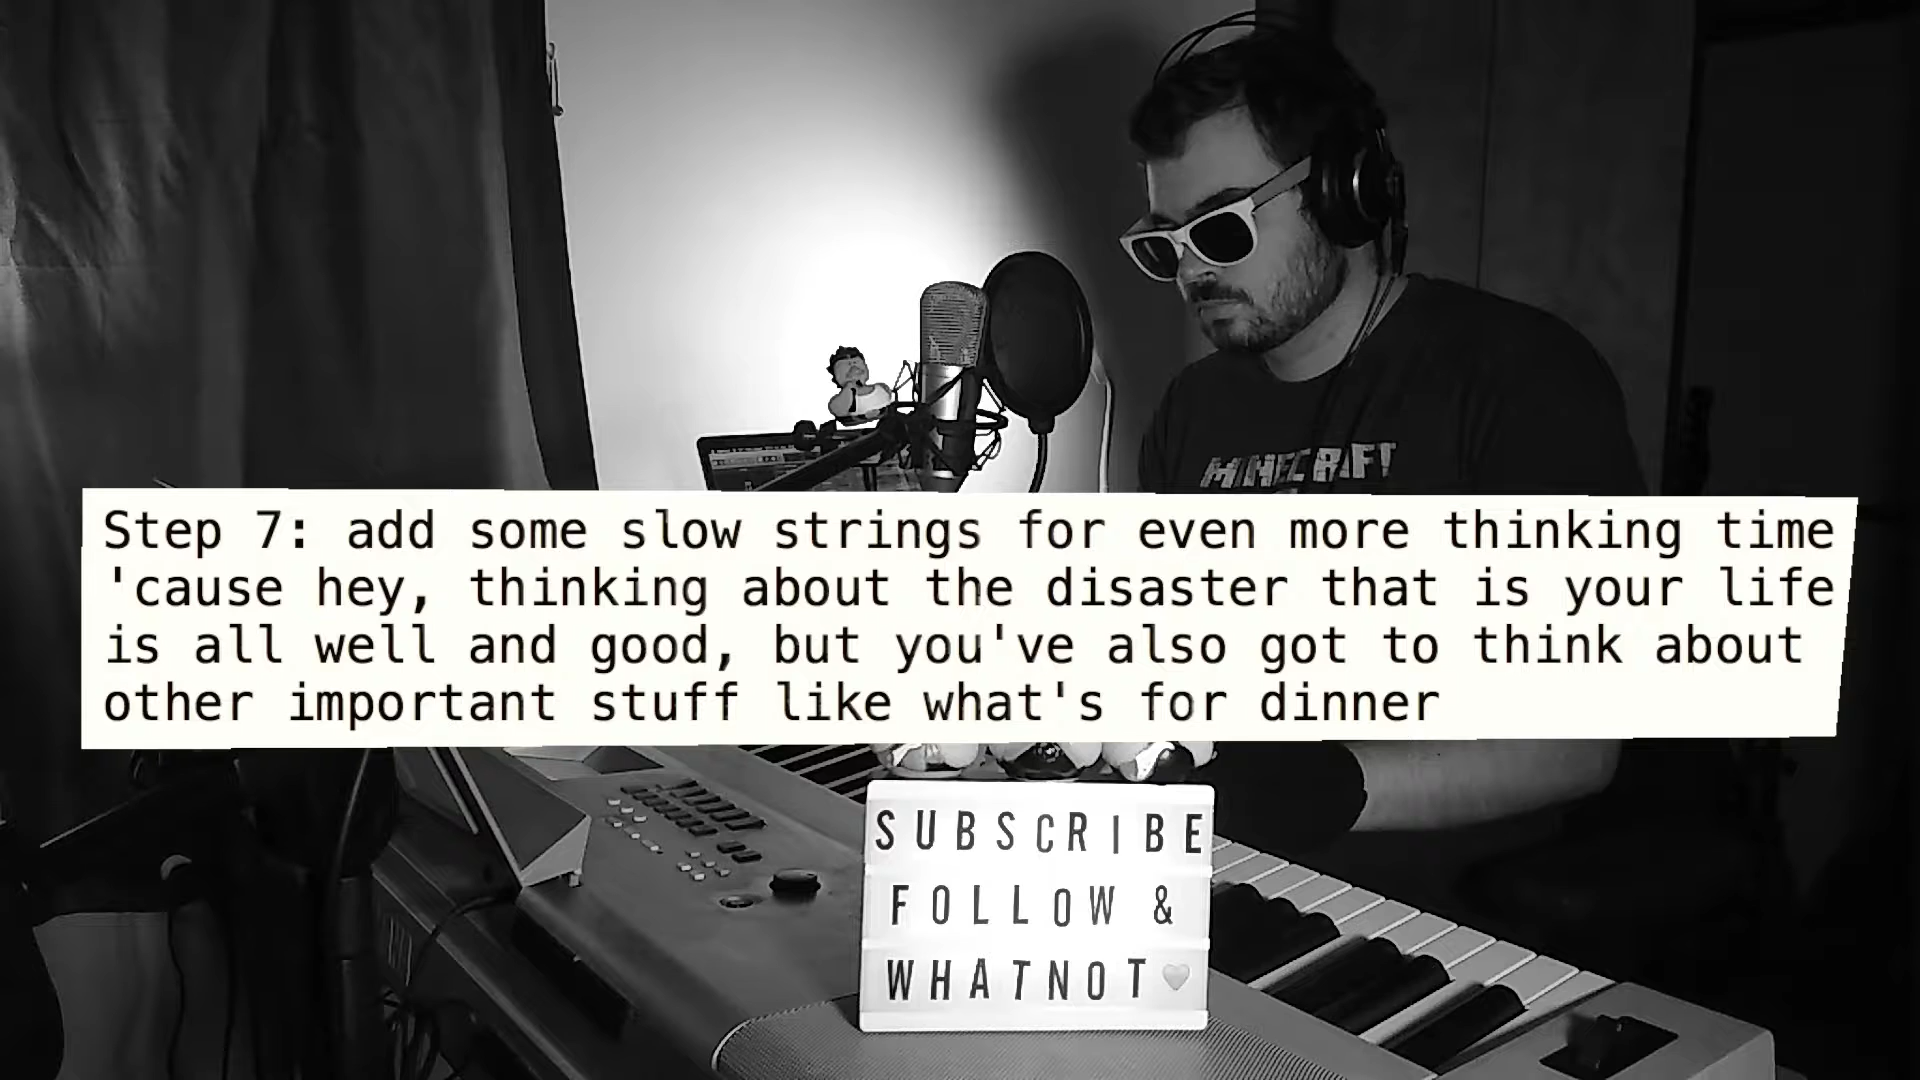 MINECRAFT
Step 7: add some slow strings for even more thinking time
'cause hey, thinking about the disaster that is your life
is all well and good, but you've also got to think about
other important stuff like what's for dinner
SUBSCRIBE
FOLLOW &
WHATNOT